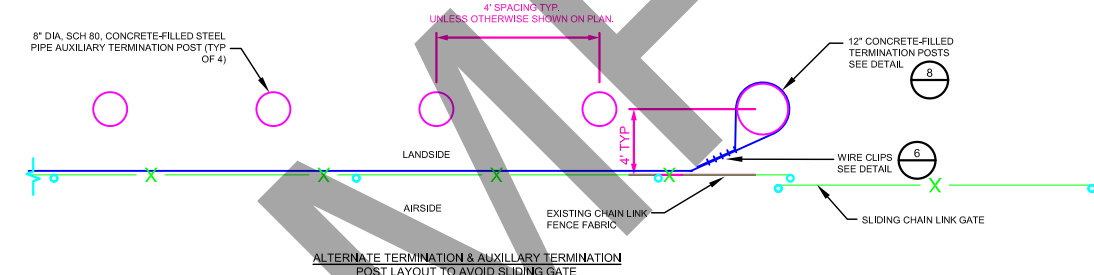 4' SPACING TYP.
UNLESS OTHERWISE SHOWN ON PLAN.
8" DIA, SCH 80, CONCRETE-FILLED STEEL
PIPE AUXILIARY TERMINATION POST (TYP
OF 4)
12" CONCRETE-FILLED
TERMINATION POSTS
SEE DETAIL
8
4' TYP
LANDSIDE
WIRE CLIPS
SEE DETAIL
6
X
X
X
X
X
AIRSIDE
EXISTING CHAIN LINK
FENCE FABRIC
SLIDING CHAIN LINK GATE
ALTERNATE TERMINATION & AUXILLARY TERMINATION
POST LAYOUT TO AVOID SLIDING GATE